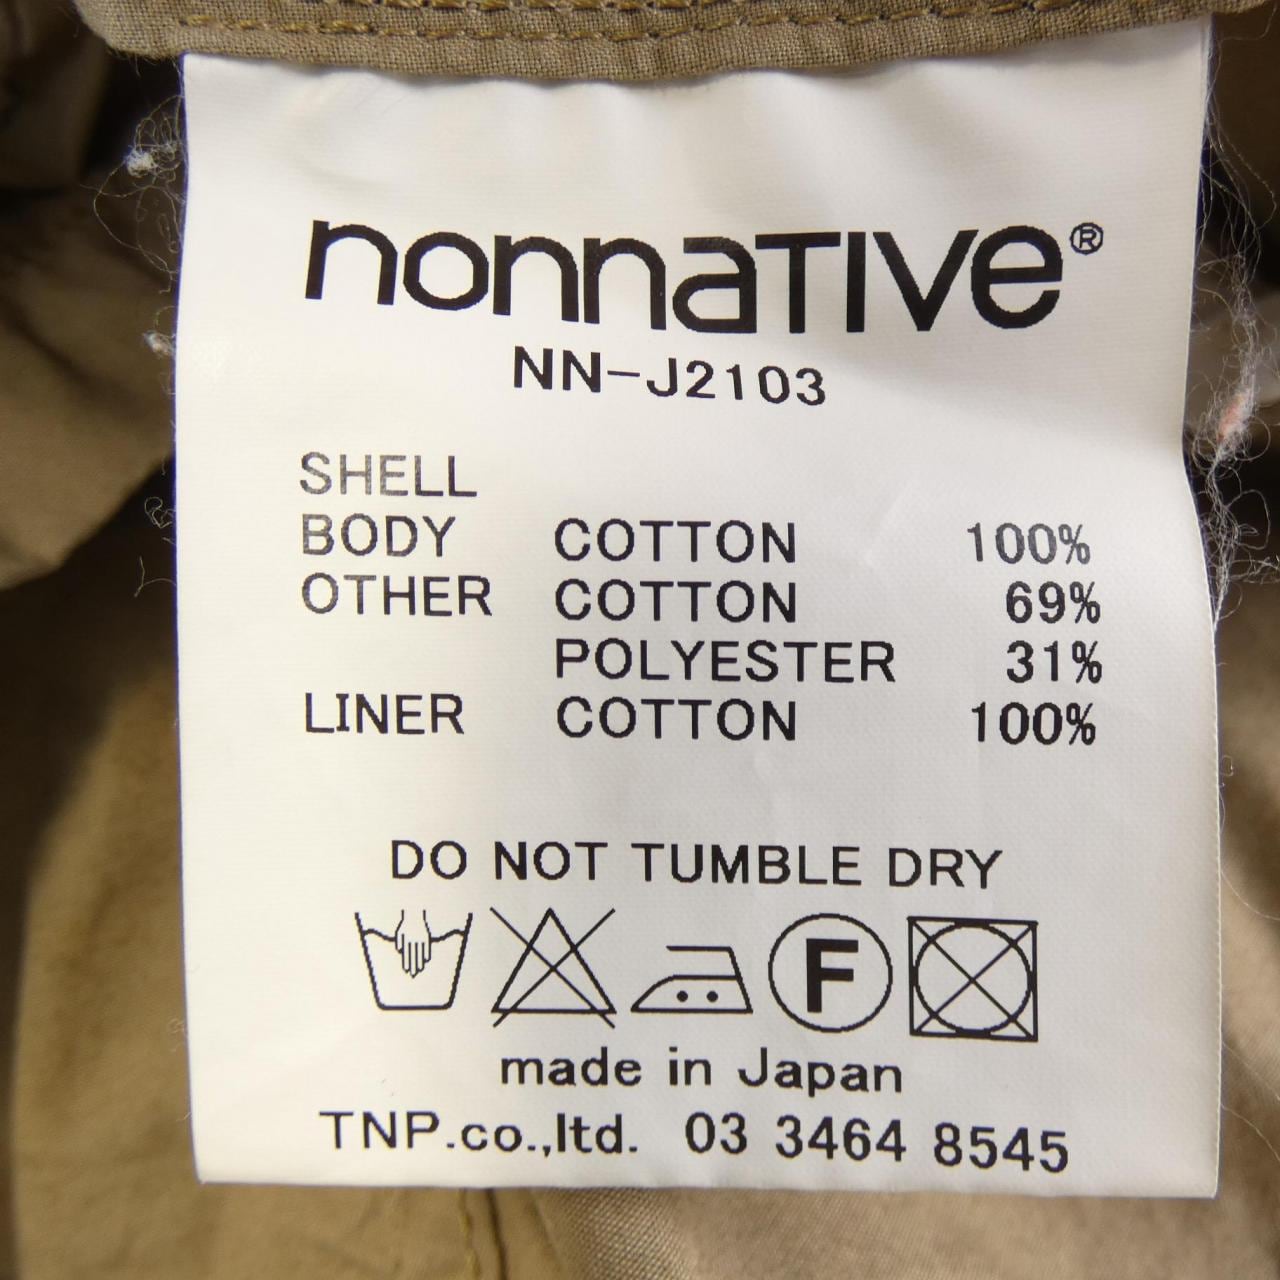 nonnaTIVe®
NN-J2103
SHELL
BODY COTTON 100%
OTHER COTTON 69%
POLYESTER 31%
LINER COTTON 100%
DO NOT TUMBLE DRY
F
made in Japan
TNP.co.,ltd. 03 3464 8545